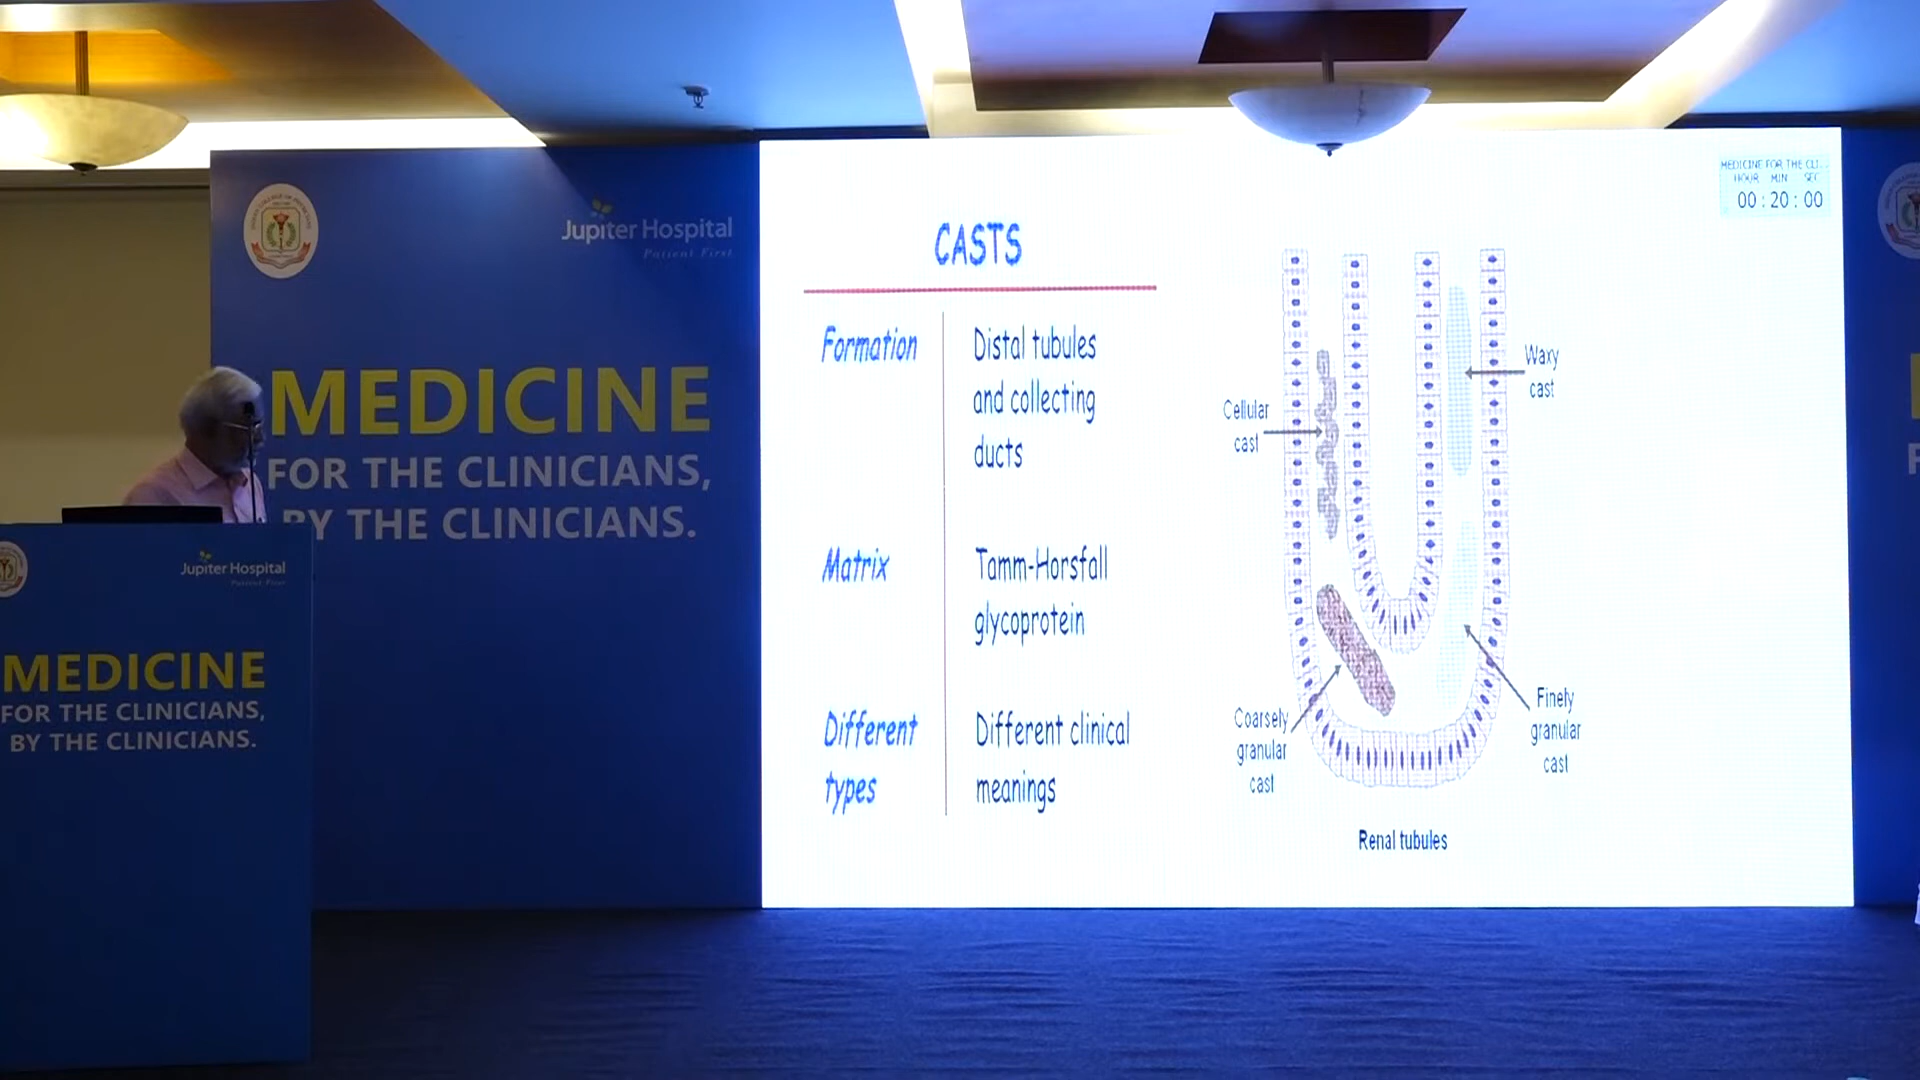 Jupiter Hospital
Patient First
MEDICINE
FOR THE CLINICIANS,
BY THE CLINICIANS.
Jupiter Hospital
Patient First
MEDICINE
FOR THE CLINICIANS,
BY THE CLINICIANS.
MEDICINE FOR THE CLI...
HOUR MIN SEC
00 : 20 : 00
CASTS
Formation
Distal tubules
and collecting
ducts
Matrix
Tamm-Horsfall
glycoprotein
Different
types
Different clinical
meanings
Cellular
cast
Waxy
cast
Coarsely
granular
cast
Finely
granular
cast
Renal tubules